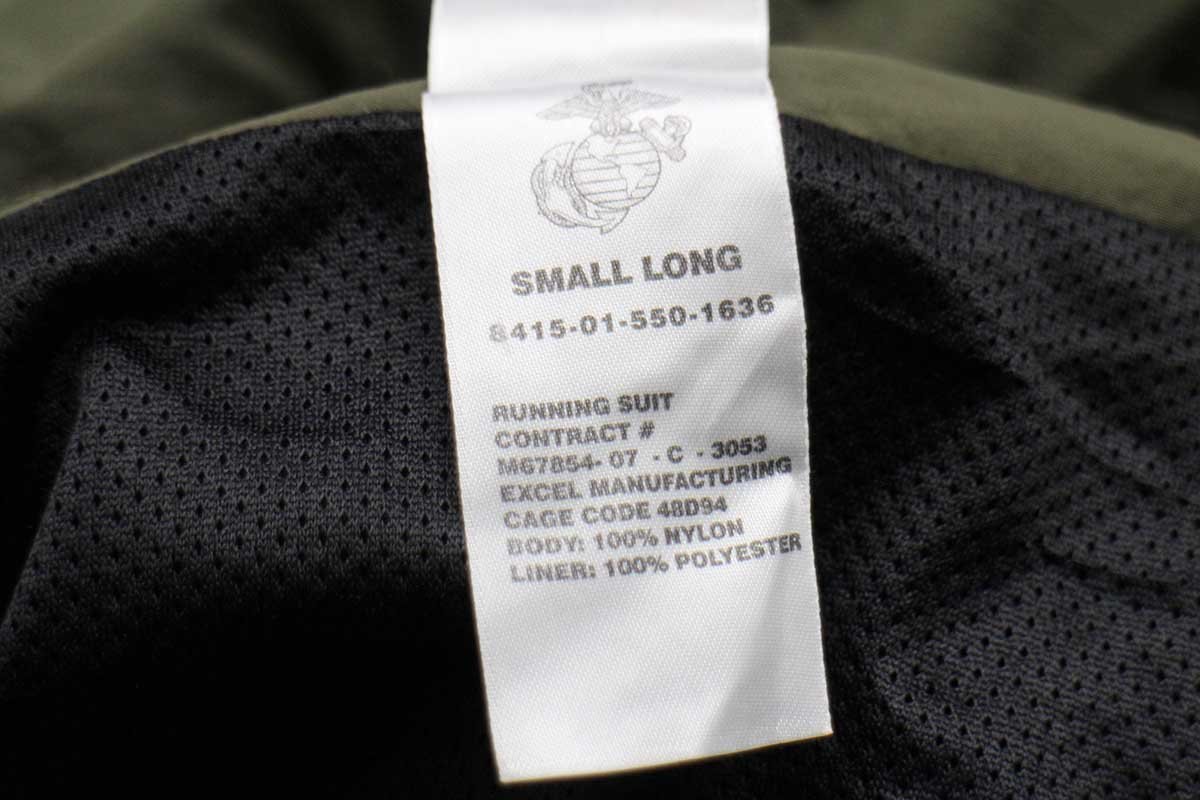 SMALL LONG
8415-01-550-1636
RUNNING SUIT
CONTRACT #
M67854- 07 - C - 3053
EXCEL MANUFACTURING
CAGE CODE 48D94
BODY: 100% NYLON
LINER: 100% POLYESTER